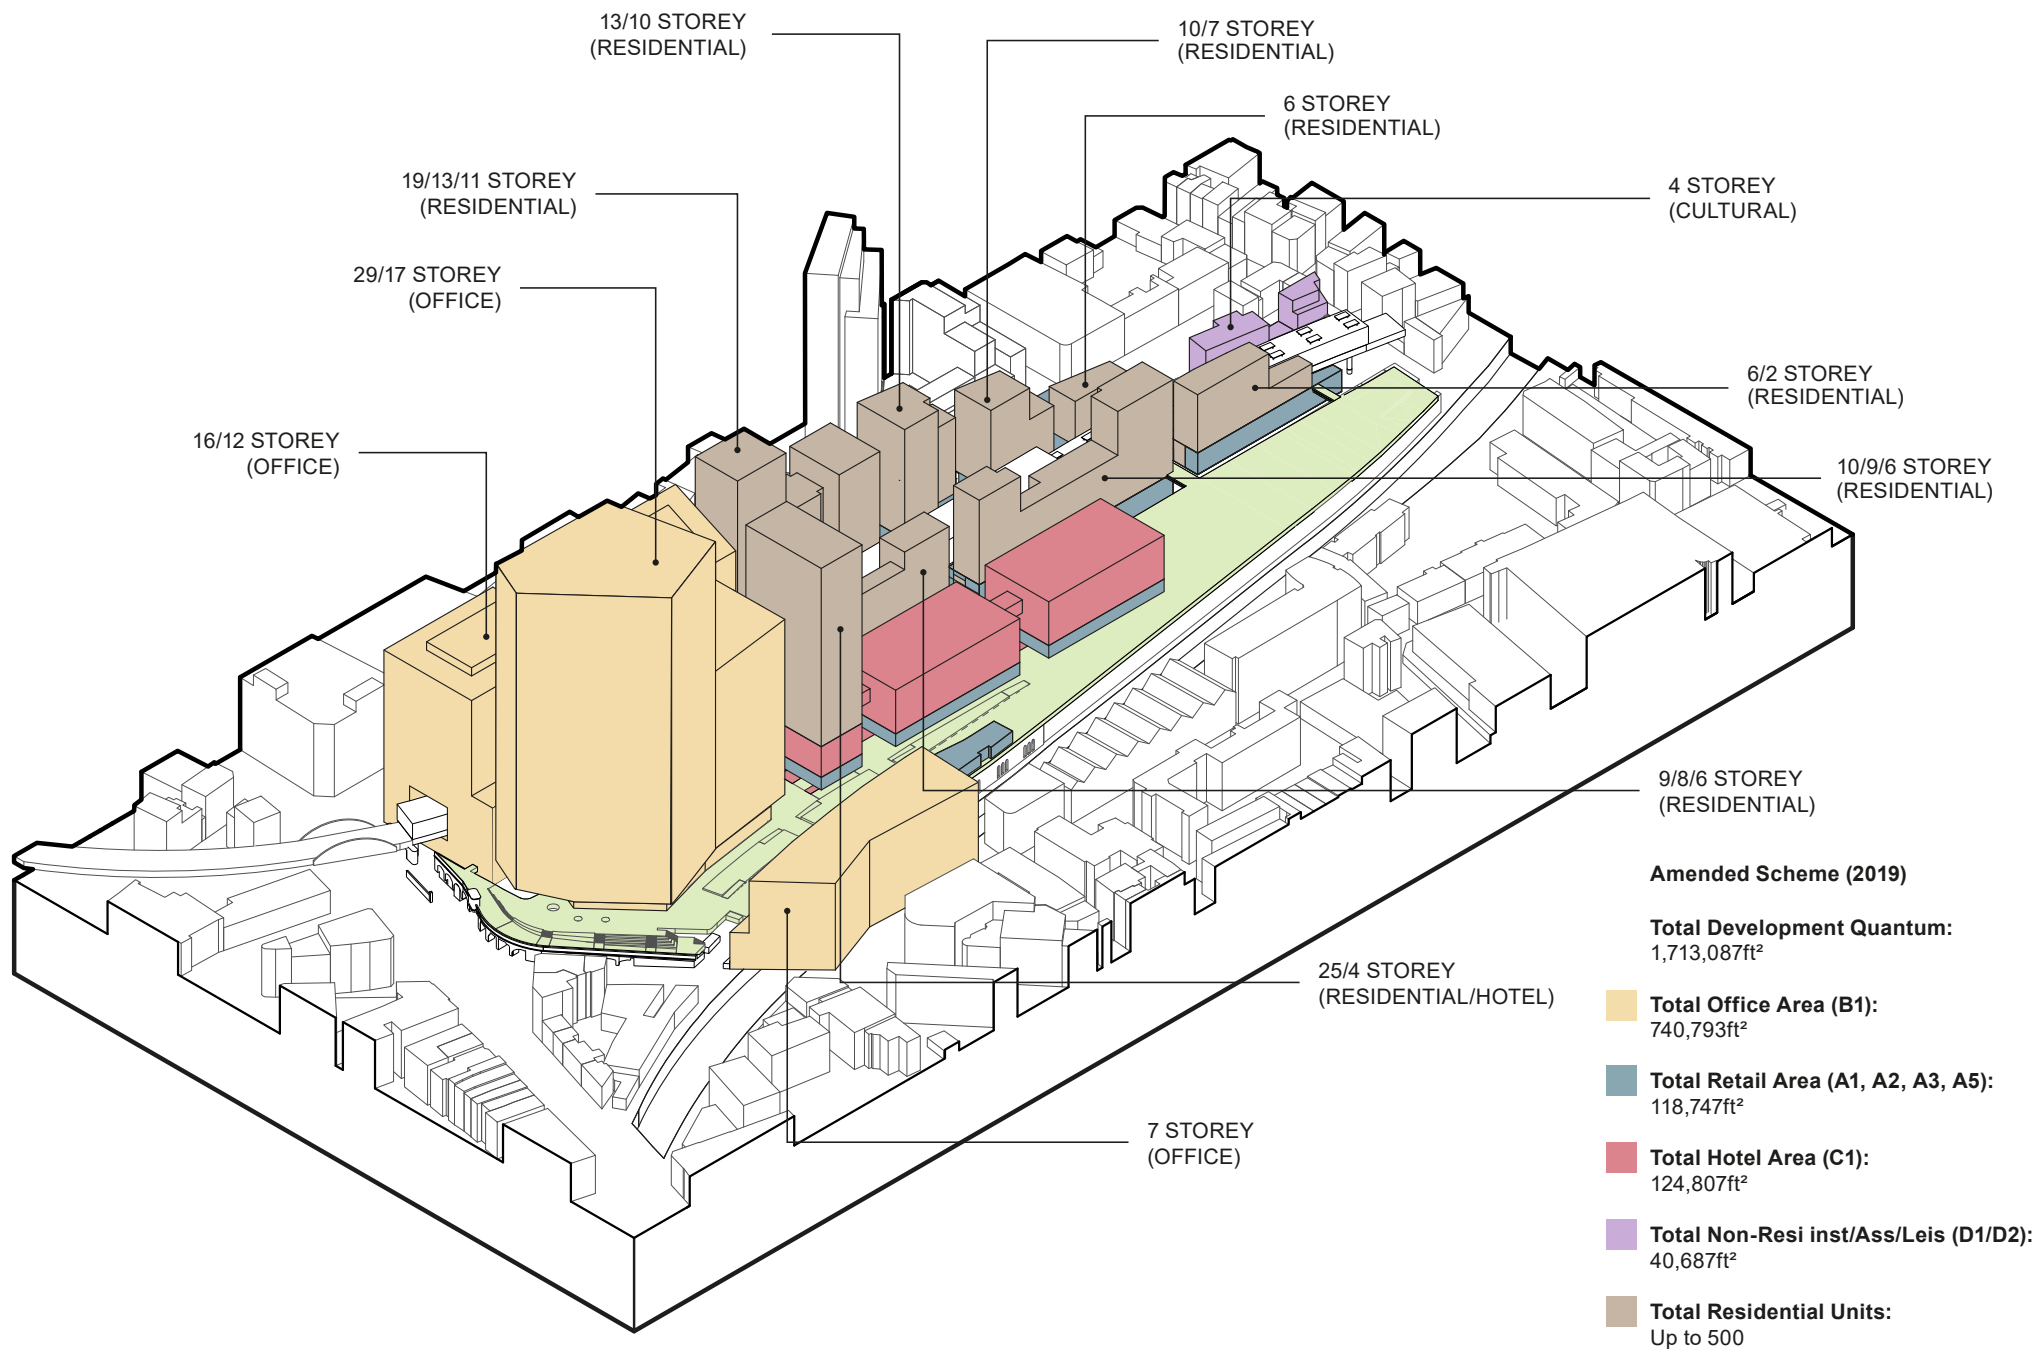 13/10 STOREY
(RESIDENTIAL)
10/7 STOREY
(RESIDENTIAL)
6 STOREY
(RESIDENTIAL)
19/13/11 STOREY
(RESIDENTIAL)
4 STOREY
(CULTURAL)
29/17 STOREY
(OFFICE)
6/2 STOREY
(RESIDENTIAL)
16/12 STOREY
(OFFICE)
10/9/6 STOREY
(RESIDENTIAL)
9/8/6 STOREY
(RESIDENTIAL)
25/4 STOREY
(RESIDENTIAL/HOTEL)
7 STOREY
(OFFICE)
Amended Scheme (2019)
Total Development Quantum:
1,713,087ft²
Total Office Area (B1):
740,793ft²
Total Retail Area (A1, A2, A3, A5):
118,747ft²
Total Hotel Area (C1):
124,807ft²
Total Non-Resi inst/Ass/Leis (D1/D2):
40,687ft²
Total Residential Units:
Up to 500